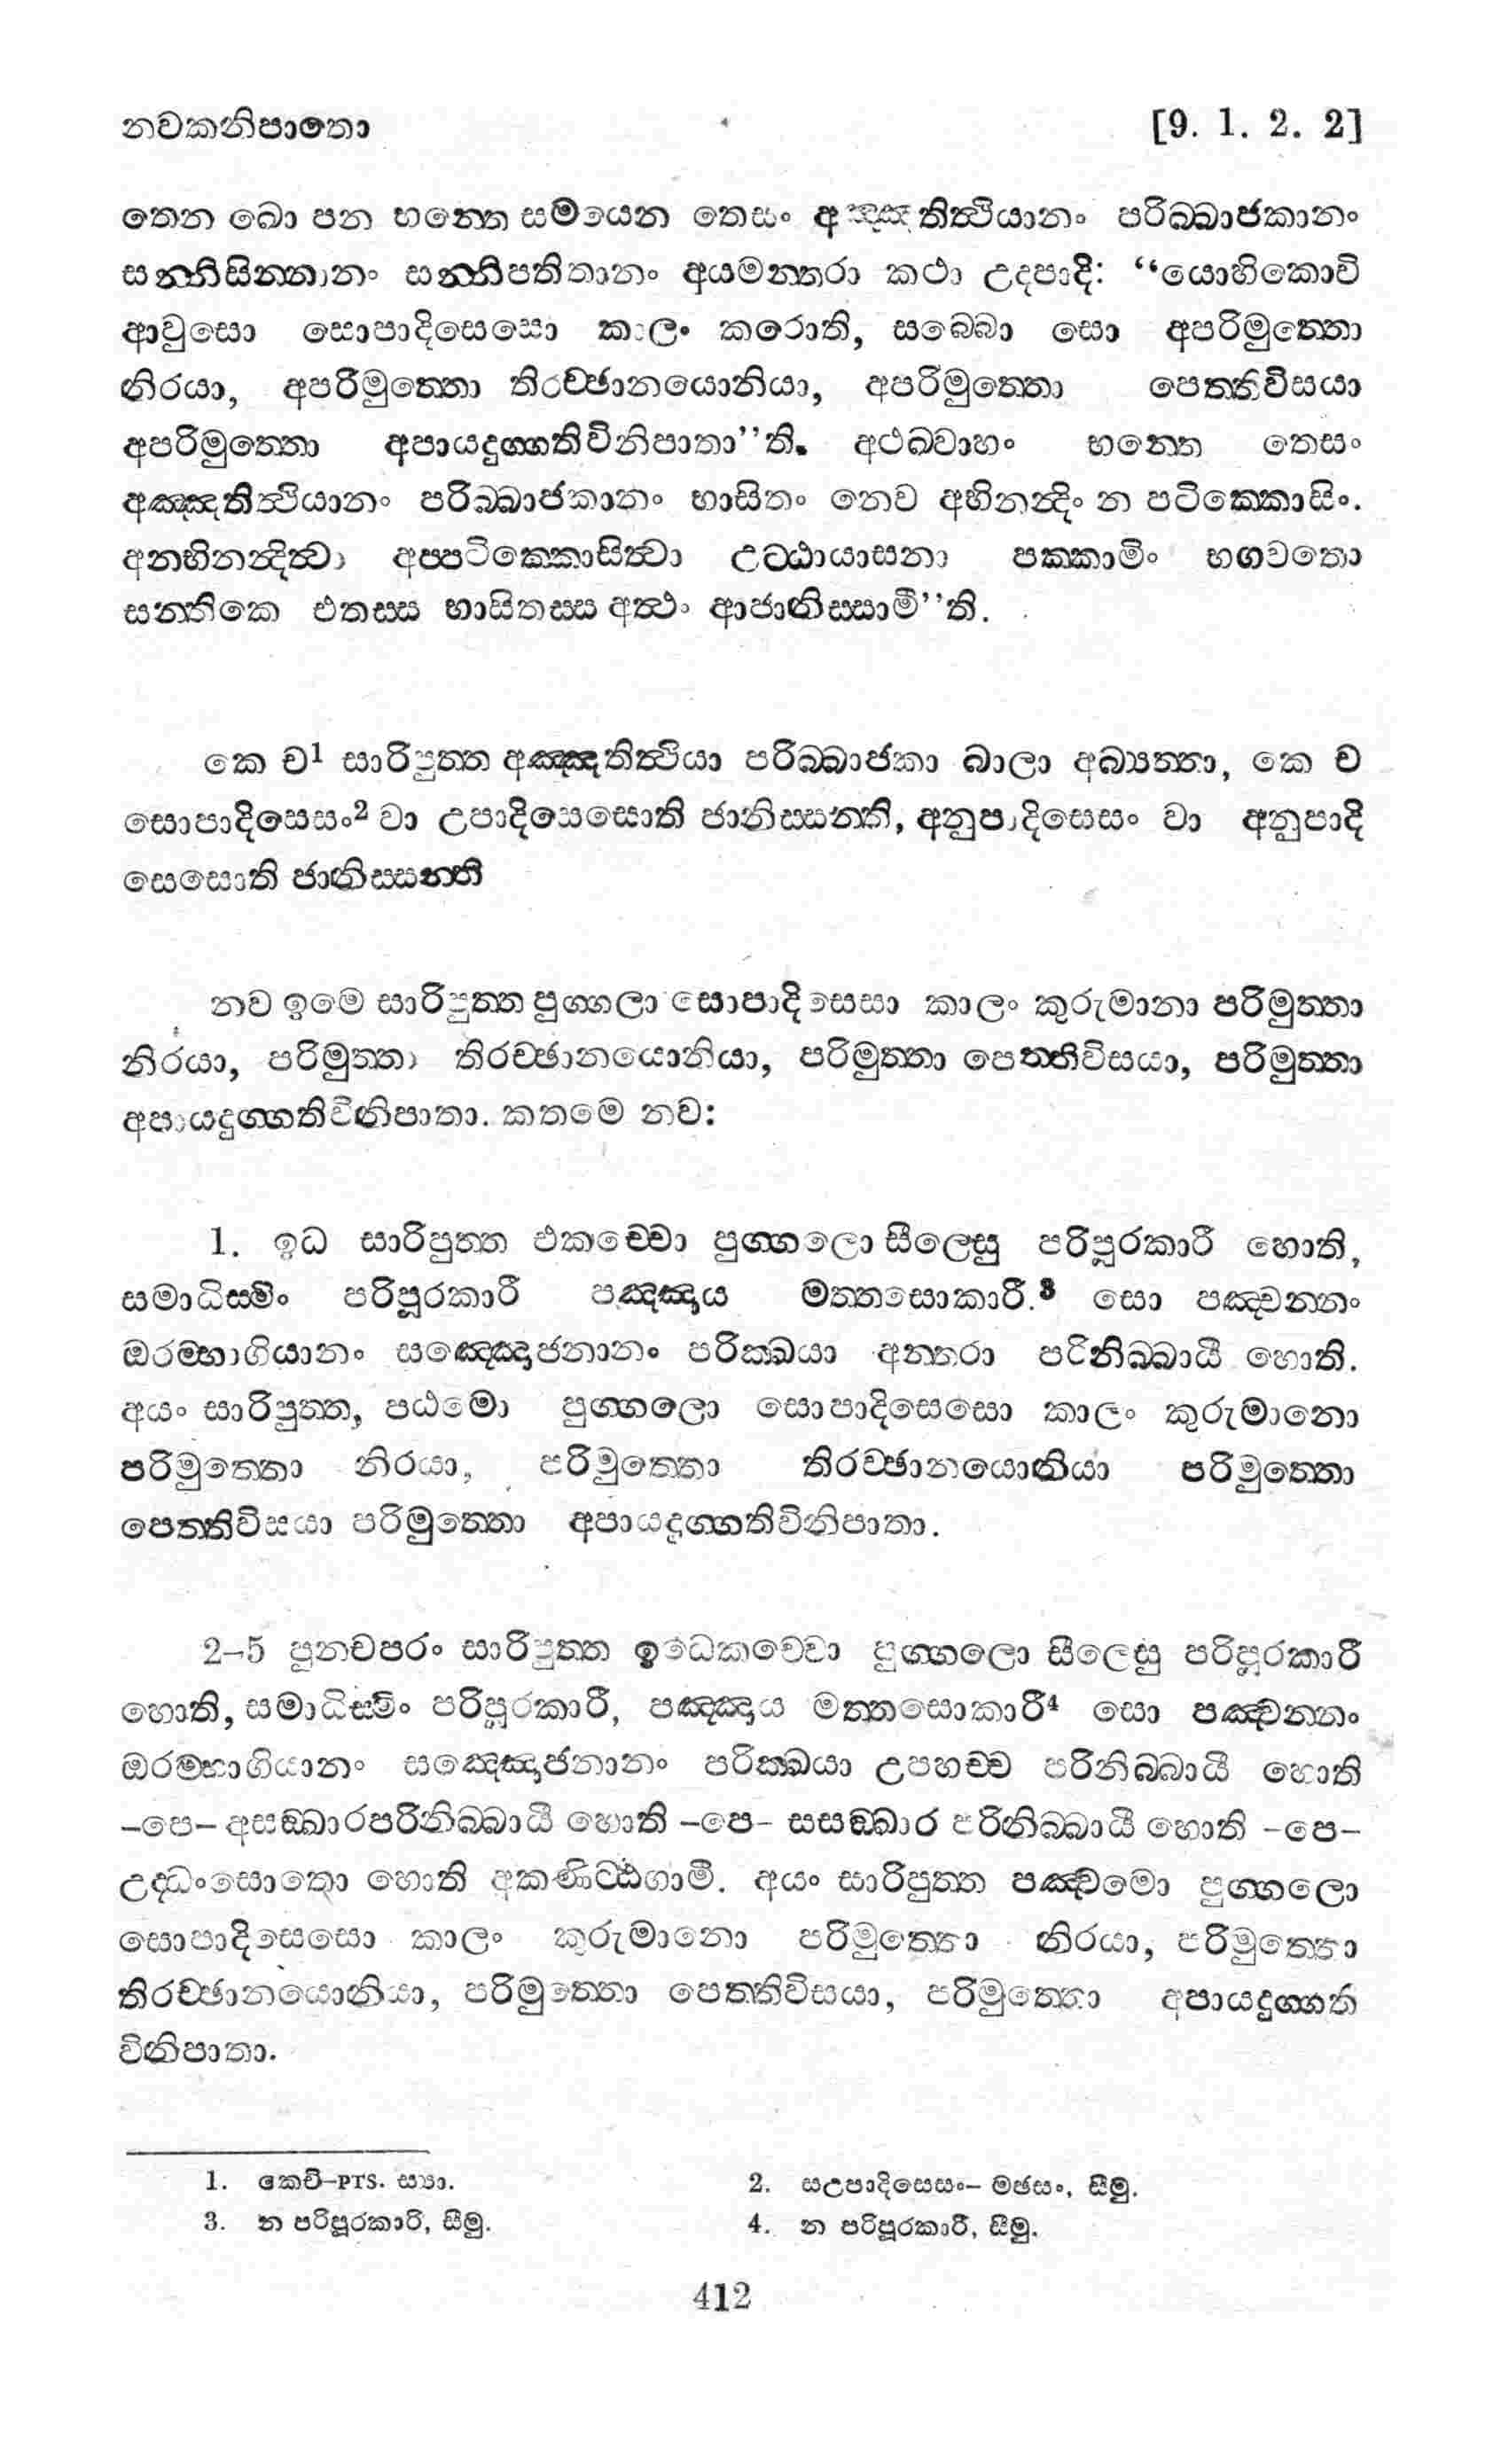 නවකනිපාතො [9. 1. 2. 2]
තෙන ඛො පන භන්තෙ සමයෙන තෙසං අඤ්ඤතිත්ථියානං පරිබ්බාජකානං
සන්නිසින්නානං සන්නිපතිතානං අයමන්තරා කථා උදපාදි: “යොහිකොචි
ආවුසො සොපාදිසෙසො කාලං කරොති, සබ්බො සො අපරිමුත්තො
නිරයා, අපරිමුත්තො තිරච්ඡානයොනියා, අපරිමුත්තො පෙත්තිවිසයා
අපරිමුත්තො අපායදුග්ගතිවිනිපාතා”ති. අථඛ්වාහං භන්තෙ තෙසං
අඤ්ඤතිත්ථියානං පරිබ්බාජකානං භාසිතං නෙව අභිනන්දිං න පටික්කොසිං.
අනභිනන්දිත්වා අප්පටික්කොසිත්වා උට්ඨායාසනා පක්කාමිං භගවතො
සන්තිකෙ එතස්ස භාසිතස්ස අත්ථං ආජානිස්සාමී”ති.
කෙ ච1 සාරිපුත්ත අඤ්ඤතිත්ථියා පරිබ්බාජකා බාලා අබ්‍යත්තා, කෙ ච
සොපාදිසෙසං2 වා උපාදිසෙසොති ජානිස්සන්ති, අනුපාදිසෙසං වා අනුපාදි
සෙසොති ජානිස්සන්ති
නව ඉමෙ සාරිපුත්ත පුග්ගලා සොපාදිසෙසා කාලං කුරුමානා පරිමුත්තා
නිරයා, පරිමුත්තා තිරච්ඡානයොනියා, පරිමුත්තා පෙත්තිවිසයා, පරිමුත්තා
අපායදුග්ගතිවිනිපාතා. කතමෙ නව:
1. ඉධ සාරිපුත්ත එකච්චො පුග්ගලො සීලෙසු පරිපූරකාරී හොති,
සමාධිස්මිං පරිපූරකාරී පඤ්ඤාය මත්තසොකාරී.3 සො පඤ්චන්නං
ඔරම්භාගියානං සඤ්ඤොජනානං පරික්ඛයා අන්තරා පරිනිබ්බායී හොති.
අයං සාරිපුත්ත, පඨමො පුග්ගලො සොපාදිසෙසො කාලං කුරුමානො
පරිමුත්තො නිරයා, පරිමුත්තො තිරච්ඡානයොනියා පරිමුත්තො
පෙත්තිවිසයා පරිමුත්තො අපායදුග්ගතිවිනිපාතා.
2–5 පුනචපරං සාරිපුත්ත ඉධෙකච්චො පුග්ගලො සීලෙසු පරිපූරකාරී
හොති, සමාධිස්මිං පරිපූරකාරී, පඤ්ඤාය මත්තසොකාරී4 සො පඤ්චන්නං
ඔරම්භාගියානං සඤ්ඤොජනානං පරික්ඛයා උපහච්ච පරිනිබ්බායී හොති
–පෙ– අසඞ්ඛාරපරිනිබ්බායී හොති –පෙ– සසඞ්ඛාර පරිනිබ්බායී හොති –පෙ–
උද්ධංසොතො හොති අකණිට්ඨගාමී. අයං සාරිපුත්ත පඤ්චමො පුග්ගලො
සොපාදිසෙසො කාලං කුරුමානො පරිමුත්තො නිරයා, පරිමුත්තො
තිරච්ඡානයොනියා, පරිමුත්තො පෙත්තිවිසයා, පරිමුත්තො අපායදුග්ගති
විනිපාතා.
1. කෙචි–PTS. ස්‍යා. 2. සඋපාදිසෙසං– මඡසං, සීමු.
3. න පරිපූරකාරි, සීමු. 4. න පරිපූරකාරී, සීමු.
412